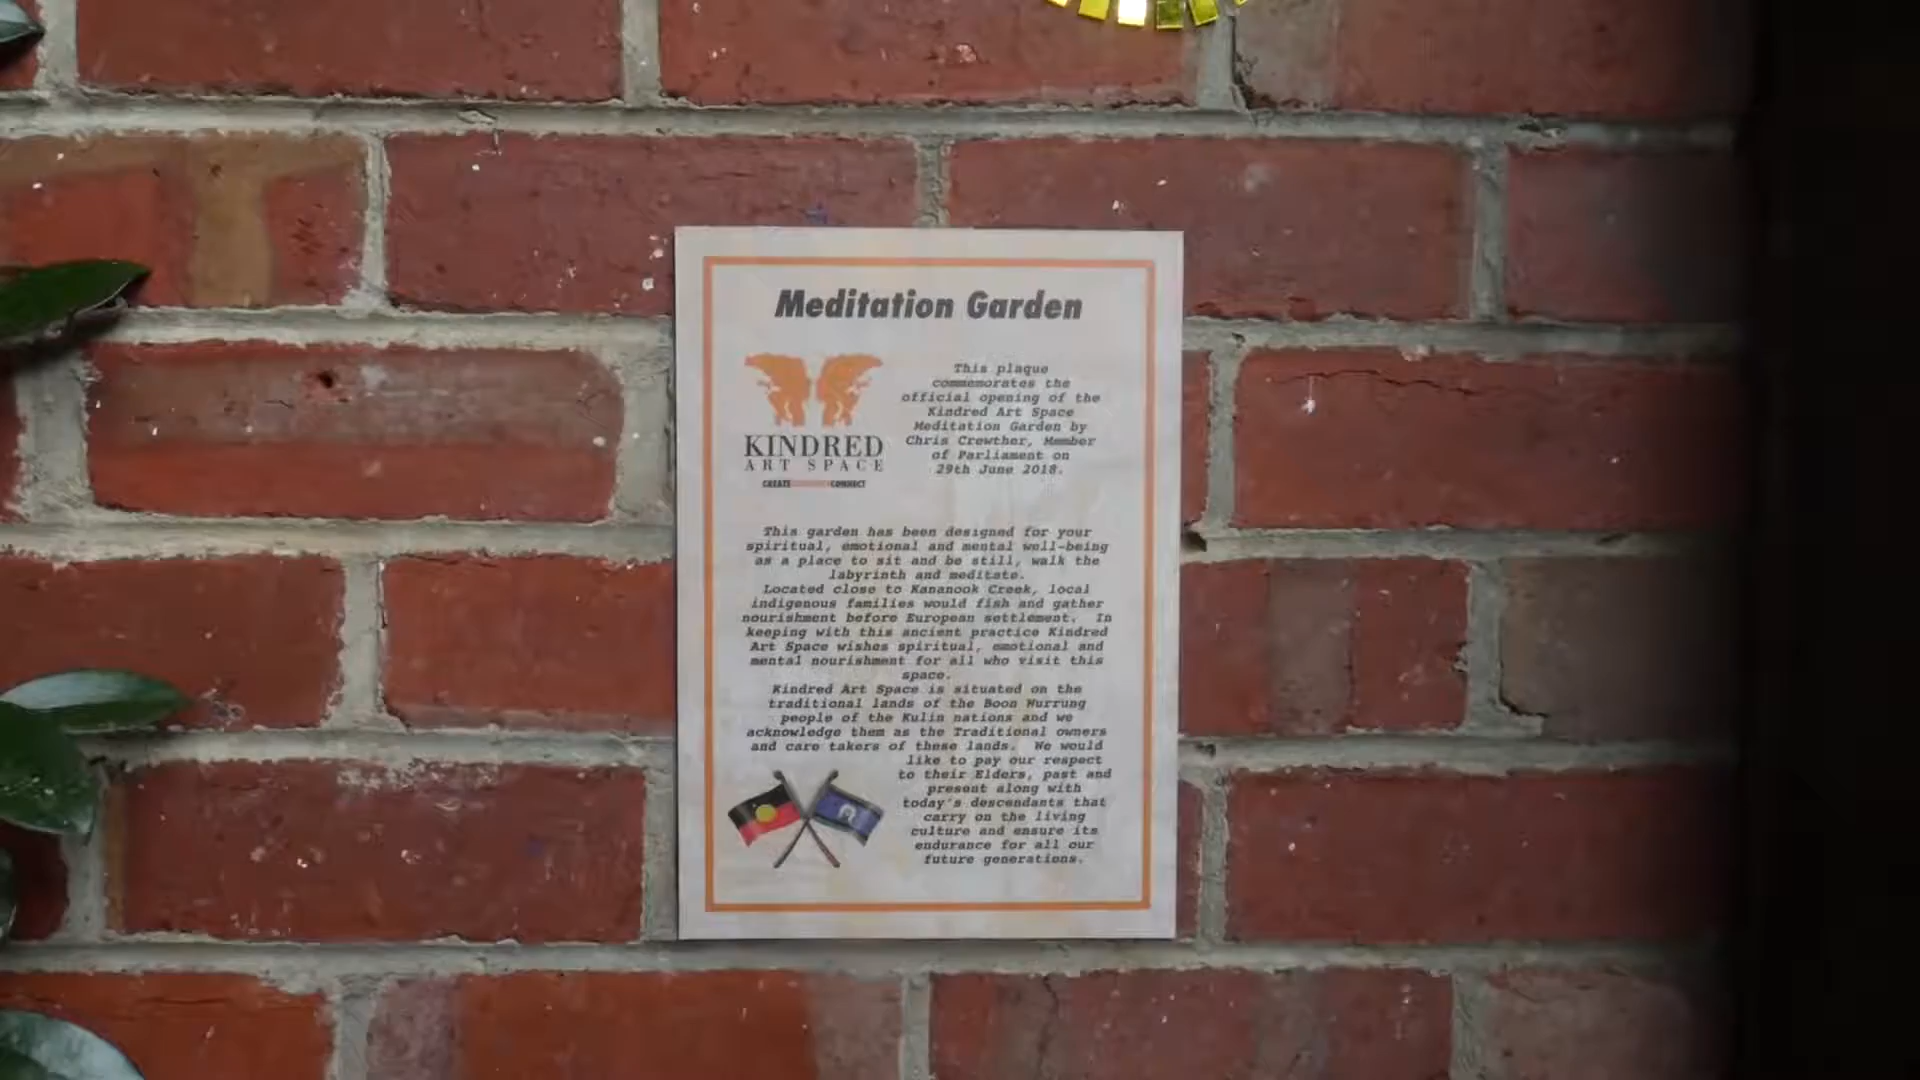 Meditation Garden
KINDRED
ART SPACE
CREATE CONNECT
This plaque
commemorates the
official opening of the
Kindred Art Space
Meditation Garden by
Chris Crewther, Member
of Parliament on
29th June 2018.
This garden has been designed for your
spiritual, emotional and mental well-being
as a place to sit and be still, walk the
labyrinth and meditate.
Located close to Kananook Creek, local
indigenous families would fish and gather
nourishment before European settlement. In
keeping with this ancient practice Kindred
Art Space wishes spiritual, emotional and
mental nourishment for all who visit this
space.
Kindred Art Space is situated on the
traditional lands of the Boon Wurrung
people of the Kulin nations and we
acknowledge them as the Traditional owners
and care takers of these lands. We would
like to pay our respect
to their Elders, past and
present along with
today's descendants that
carry on the living
culture and ensure its
endurance for all our
future generations.